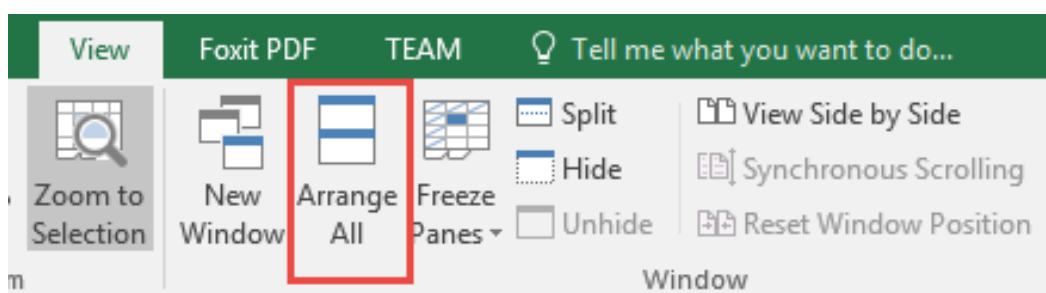 View Foxit PDF TEAM Tell me what you want to do...
Zoom to
Selection
New
Window
Arrange
All
Freeze
Panes
Split
Hide
Unhide
View Side by Side
Synchronous Scrolling
Reset Window Position
m
Window